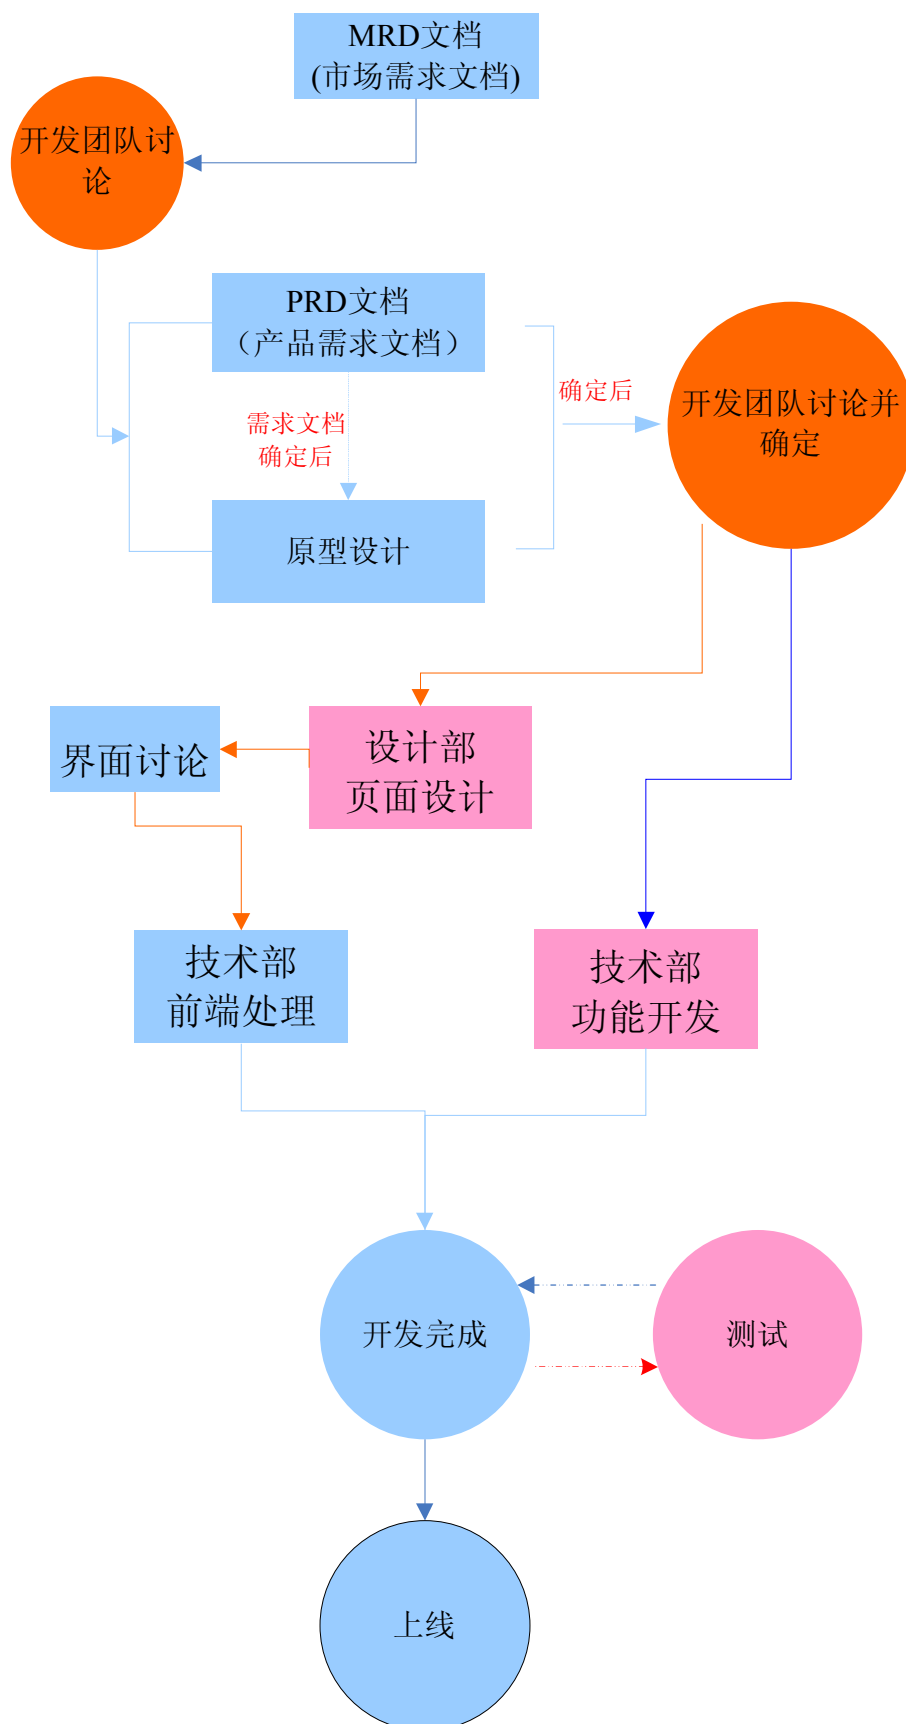 MRD文档
(市场需求文档)
开发团队讨
论
PRD文档
（产品需求文档）
需求文档
确定后
原型设计
确定后
开发团队讨论并
确定
设计部
页面设计
界面讨论
技术部
前端处理
技术部
功能开发
开发完成
测试
上线